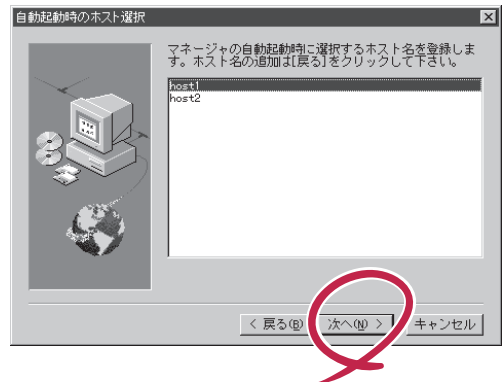 自動起動時のホスト選択
マネージャの自動起動時に選択するホスト名を登録しま
す。ホスト名の追加は[戻る]をクリックして下さい。
host1
host2
< 戻る(B) 次へ(N) > キャンセル